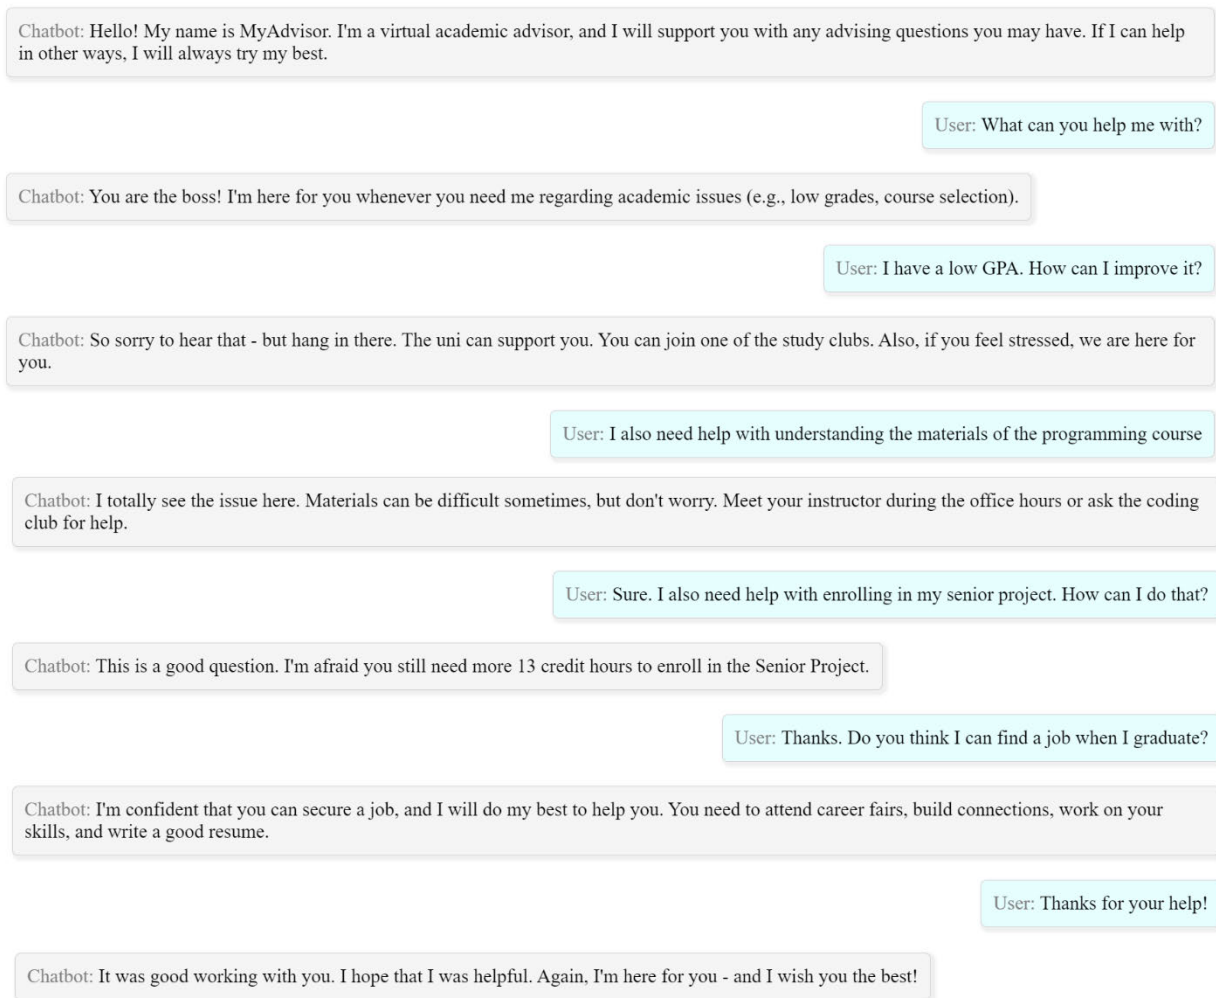 Chatbot: Hello! My name is MyAdvisor. I'm a virtual academic advisor, and I will support you with any advising questions you may have. If I can help
in other ways, I will always try my best.
User: What can you help me with?
Chatbot: You are the boss! I'm here for you whenever you need me regarding academic issues (e.g., low grades, course selection).
User: I have a low GPA. How can I improve it?
Chatbot: So sorry to hear that - but hang in there. The uni can support you. You can join one of the study clubs. Also, if you feel stressed, we are here for
you.
User: I also need help with understanding the materials of the programming course
Chatbot: I totally see the issue here. Materials can be difficult sometimes, but don't worry. Meet your instructor during the office hours or ask the coding
club for help.
User: Sure. I also need help with enrolling in my senior project. How can I do that?
Chatbot: This is a good question. I'm afraid you still need more 13 credit hours to enroll in the Senior Project.
User: Thanks. Do you think I can find a job when I graduate?
Chatbot: I'm confident that you can secure a job, and I will do my best to help you. You need to attend career fairs, build connections, work on your
skills, and write a good resume.
User: Thanks for your help!
Chatbot: It was good working with you. I hope that I was helpful. Again, I'm here for you - and I wish you the best!